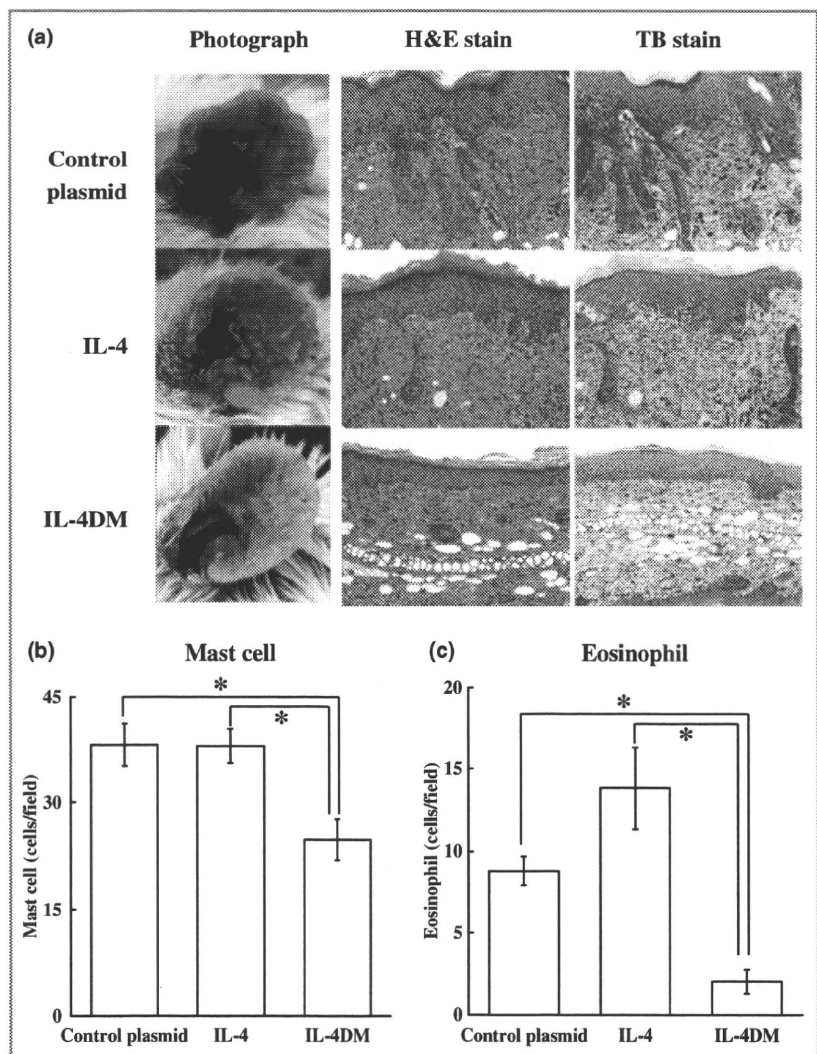 (a) Photograph H&E stain TB stain
Control
plasmid
IL-4
IL-4DM
(b) Mast cell
*
*
45
30
15
0
Mast cell (cells/field)
Control plasmid IL-4 IL-4DM
(c) Eosinophil
*
*
20
15
10
5
0
Eosinophil (cells/field)
Control plasmid IL-4 IL-4DM